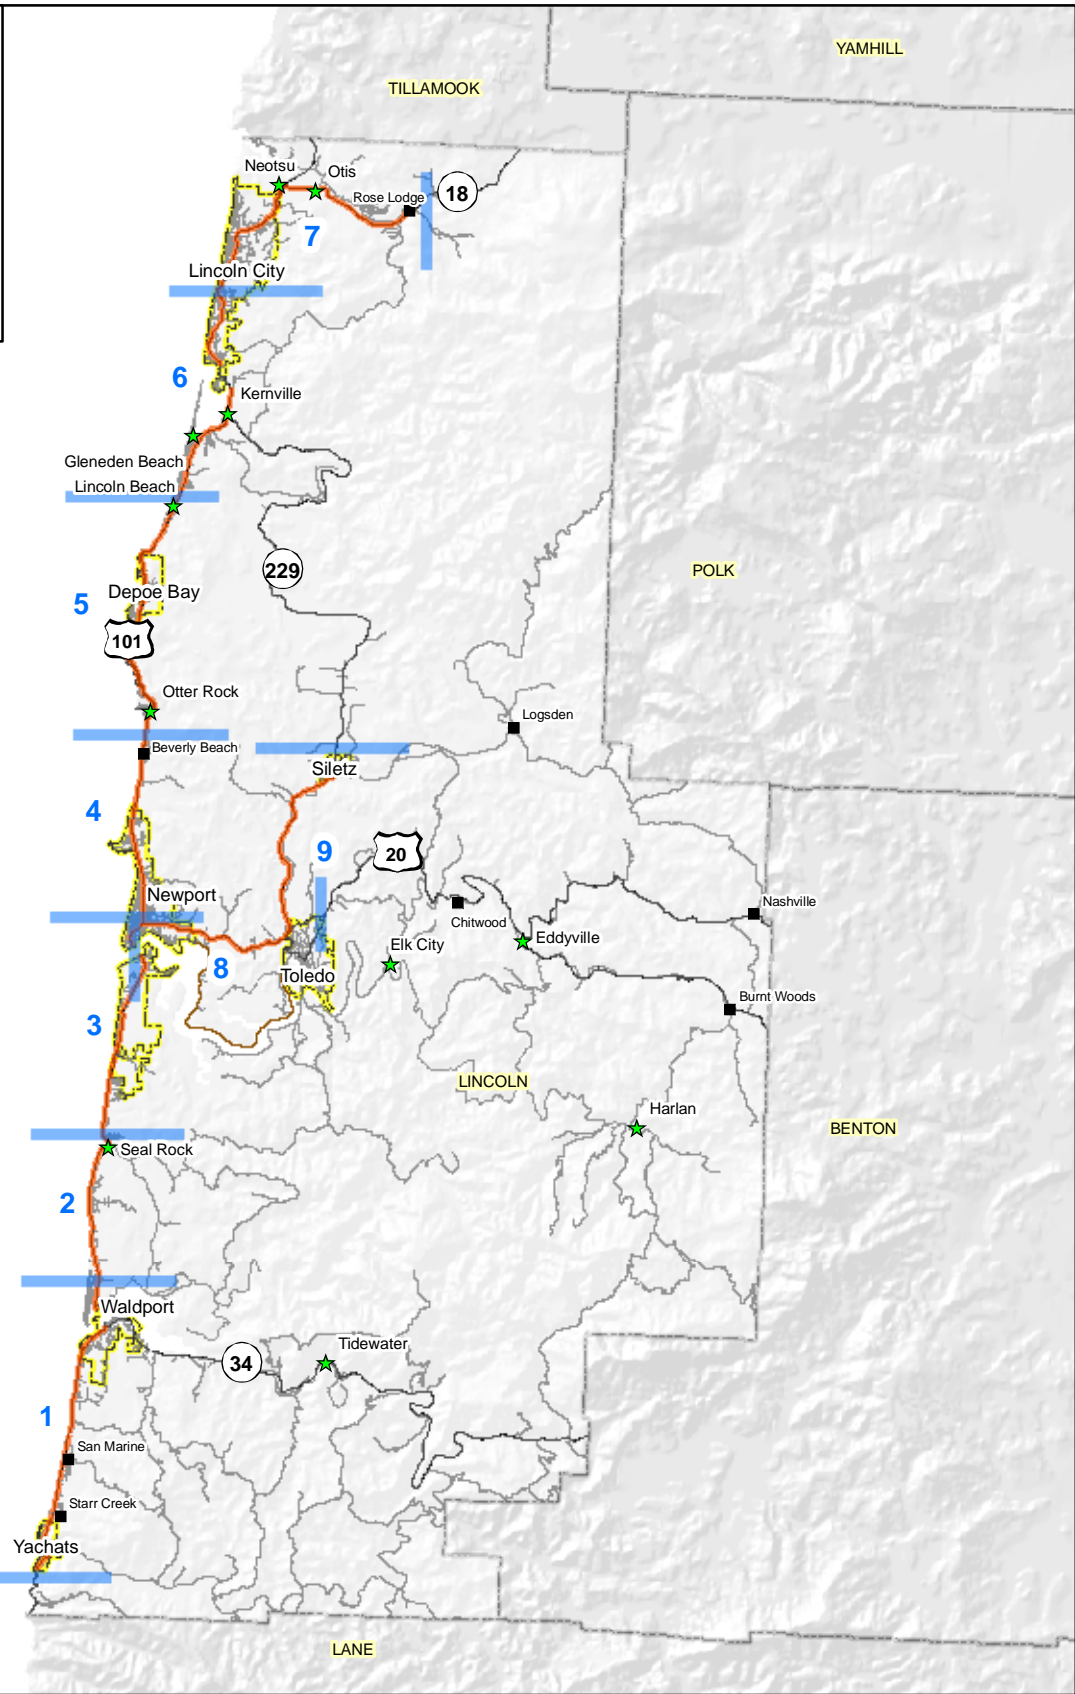 YAMHILL
TILLAMOOK
Neotsu
Otis
Rose Lodge
18
7
Lincoln City
6
Kernville
Gleneden Beach
Lincoln Beach
229
POLK
5
Depoe Bay
101
Otter Rock
Logsden
Beverly Beach
Siletz
4
9
20
Newport
Nashville
Chitwood
Eddyville
Elk City
8
Toledo
Burnt Woods
3
LINCOLN
Harlan
BENTON
Seal Rock
2
Waldport
Tidewater
34
1
San Marine
Starr Creek
Yachats
LANE